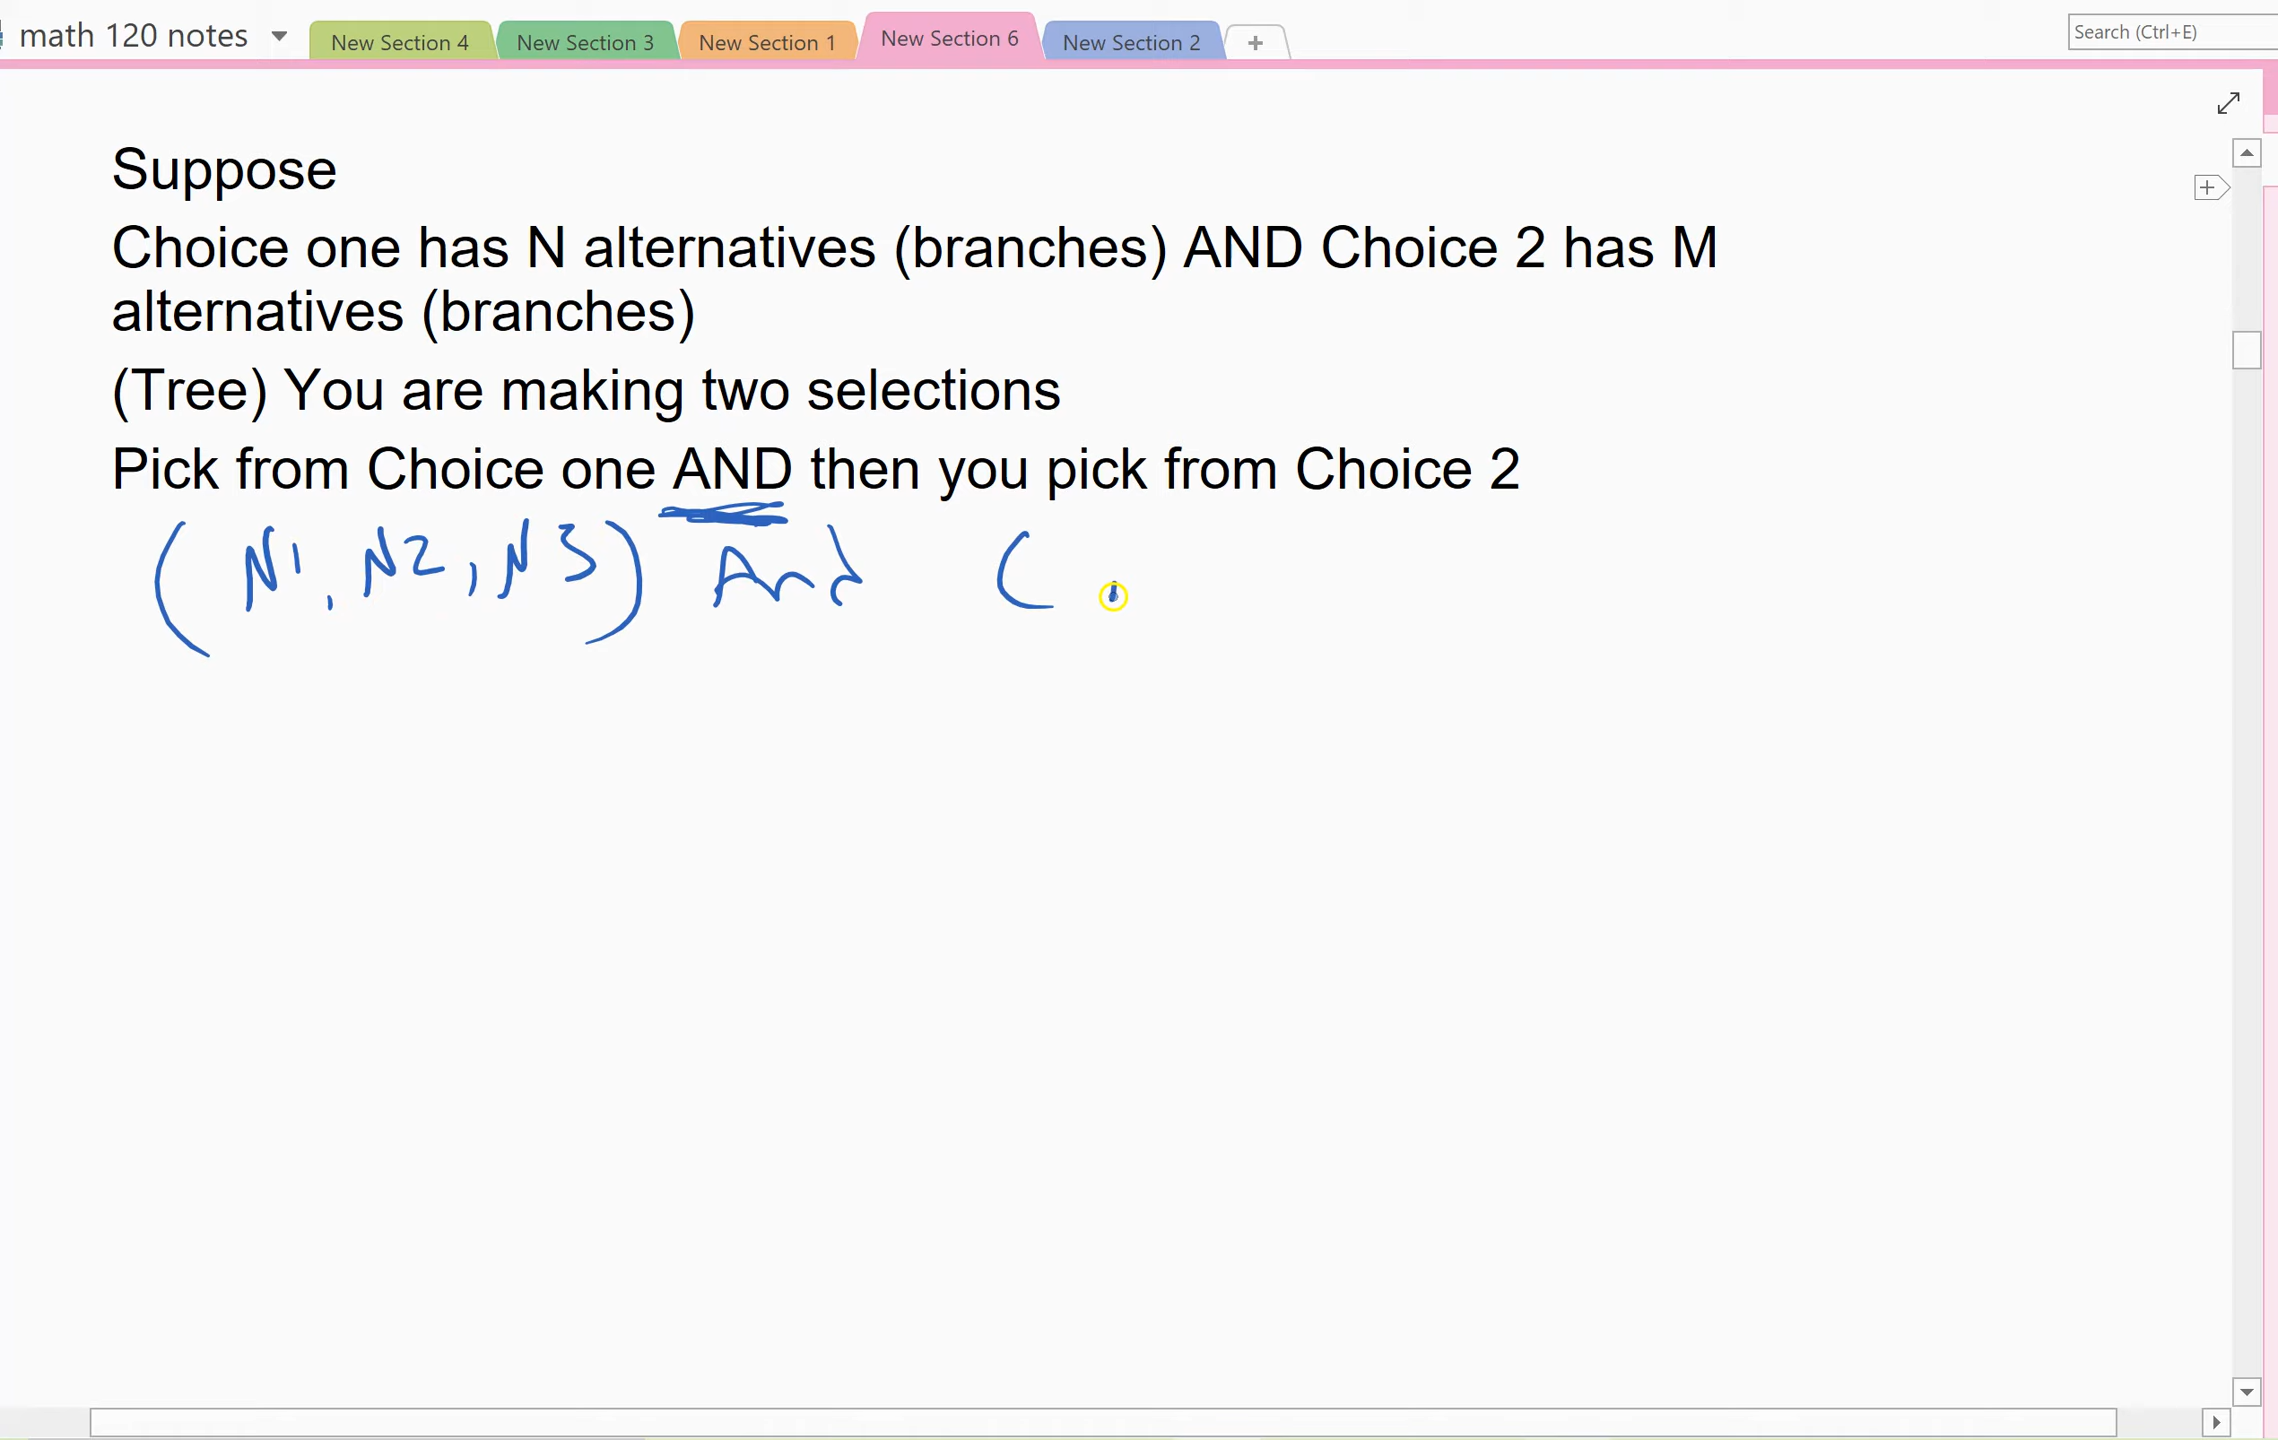 math 120 notes New Section 4 New Section 3 New Section 1 New Section 6 New Section 2 + Search (Ctrl+E)
Suppose
Choice one has N alternatives (branches) AND Choice 2 has M
alternatives (branches)
(Tree) You are making two selections
Pick from Choice one AND then you pick from Choice 2
(N1, N2, N3) And (